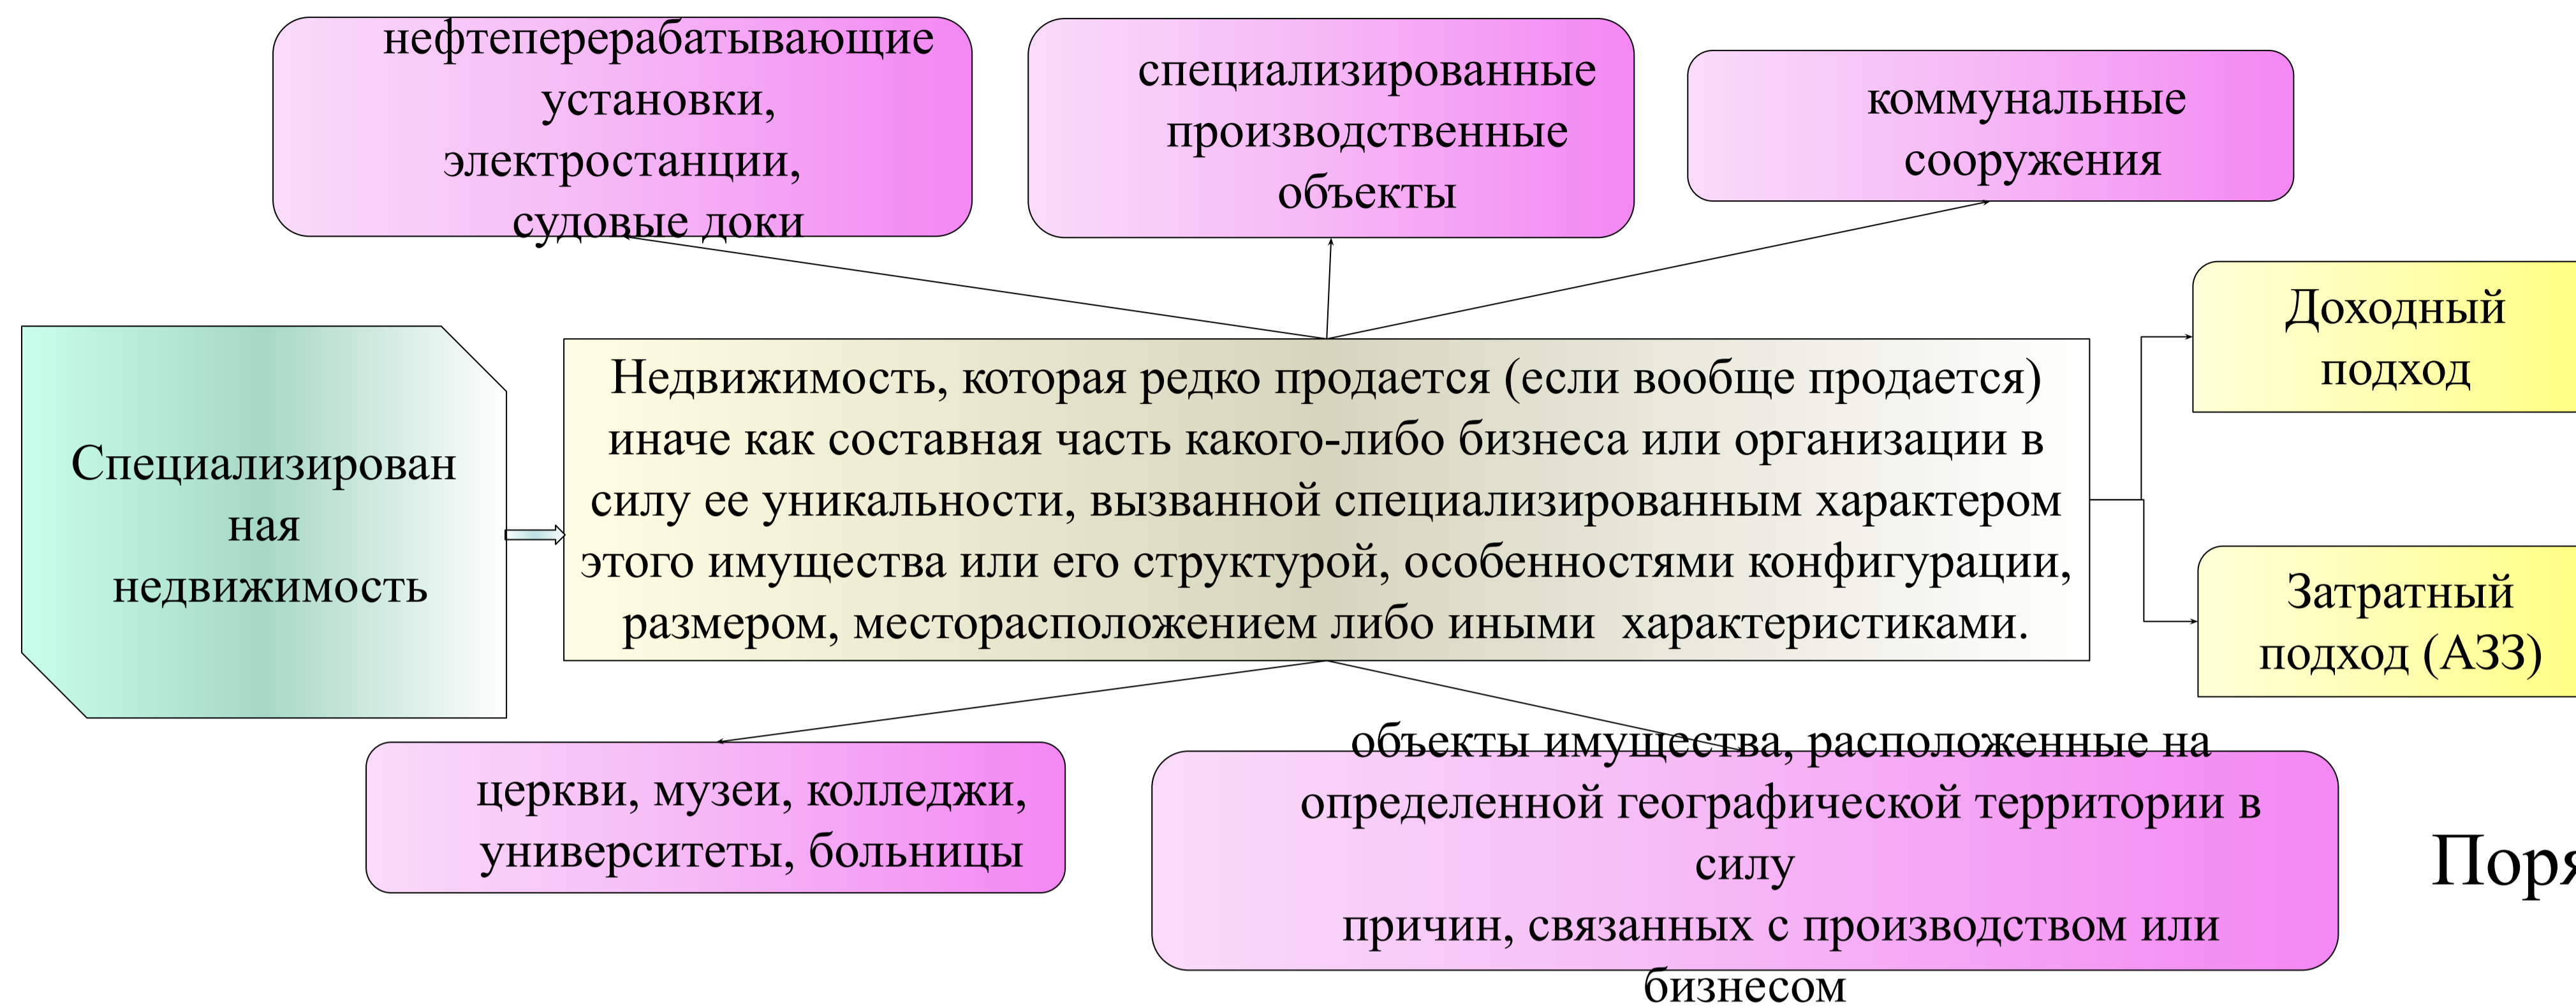 нефтеперерабатывающие
установки,
электростанции,
судовые доки
специализированные
производственные
объекты
коммунальные
сооружения
Специализирован
ная
недвижимость
Недвижимость, которая редко продается (если вообще продается)
иначе как составная часть какого-либо бизнеса или организации в
силу ее уникальности, вызванной специализированным характером
этого имущества или его структурой, особенностями конфигурации,
размером, месторасположением либо иными  характеристиками.
Доходный
подход
Затратный
подход (АЗЗ)
церкви, музеи, колледжи,
университеты, больницы
объекты имущества, расположенные на
определенной географической территории в
силу
причин, связанных с производством или
бизнесом